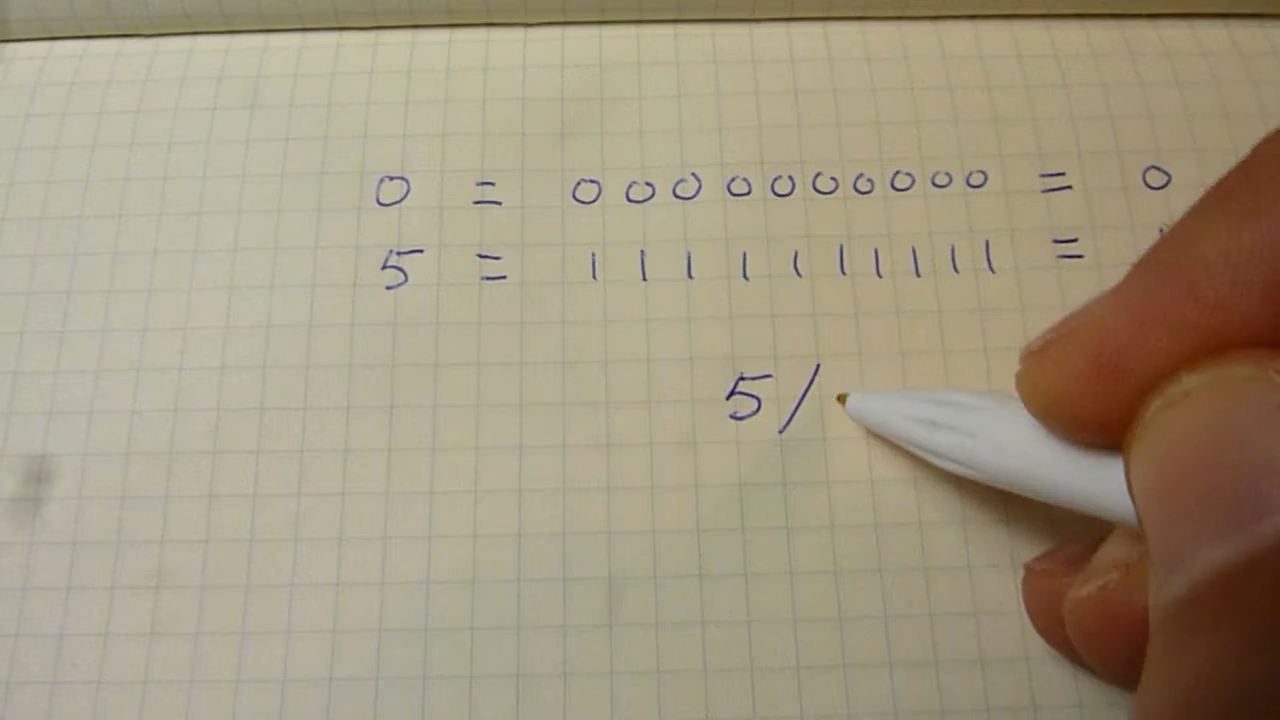 0 = 0000000000 = 0
5 = 1111111111 =
5/